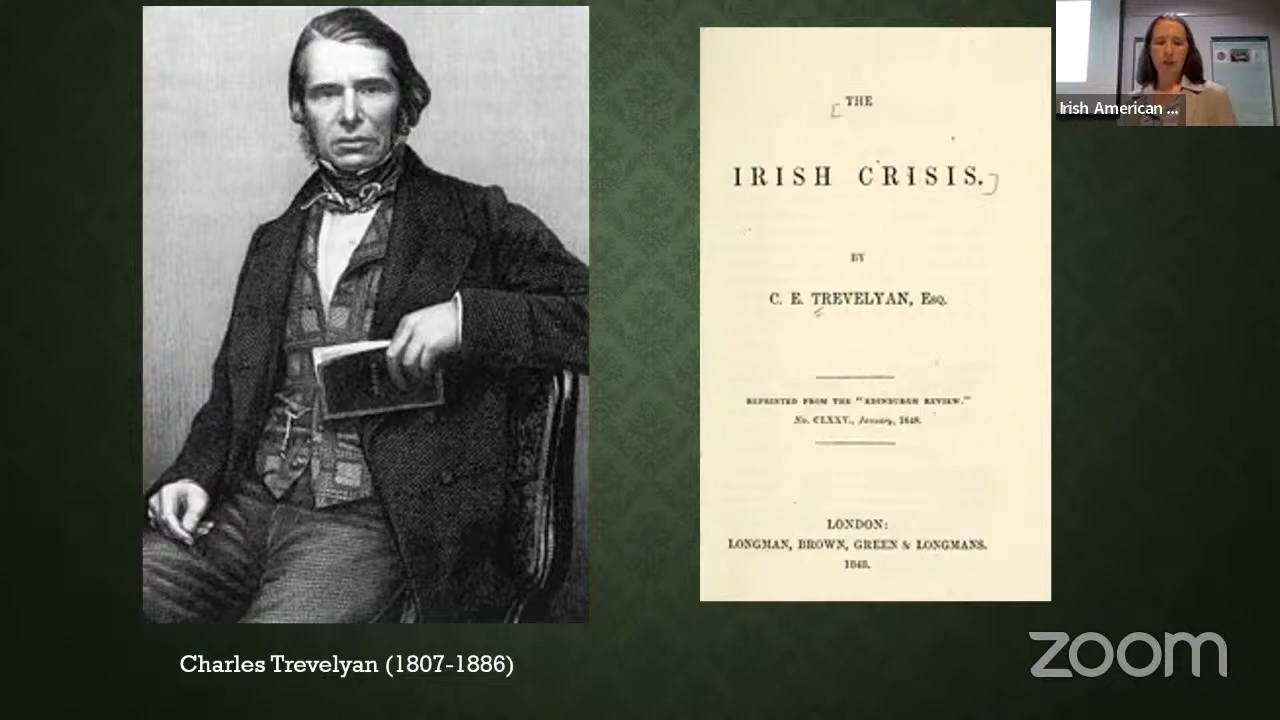 THE
IRISH CRISIS.
BY
C. E. TREVELYAN, ESQ.
REPRINTED FROM THE "EDINBURGH REVIEW."
No. CLXXV., January, 1848.
LONDON:
LONGMAN, BROWN, GREEN & LONGMANS.
1848.
Charles Trevelyan (1807-1886)
Irish American ...
zoom